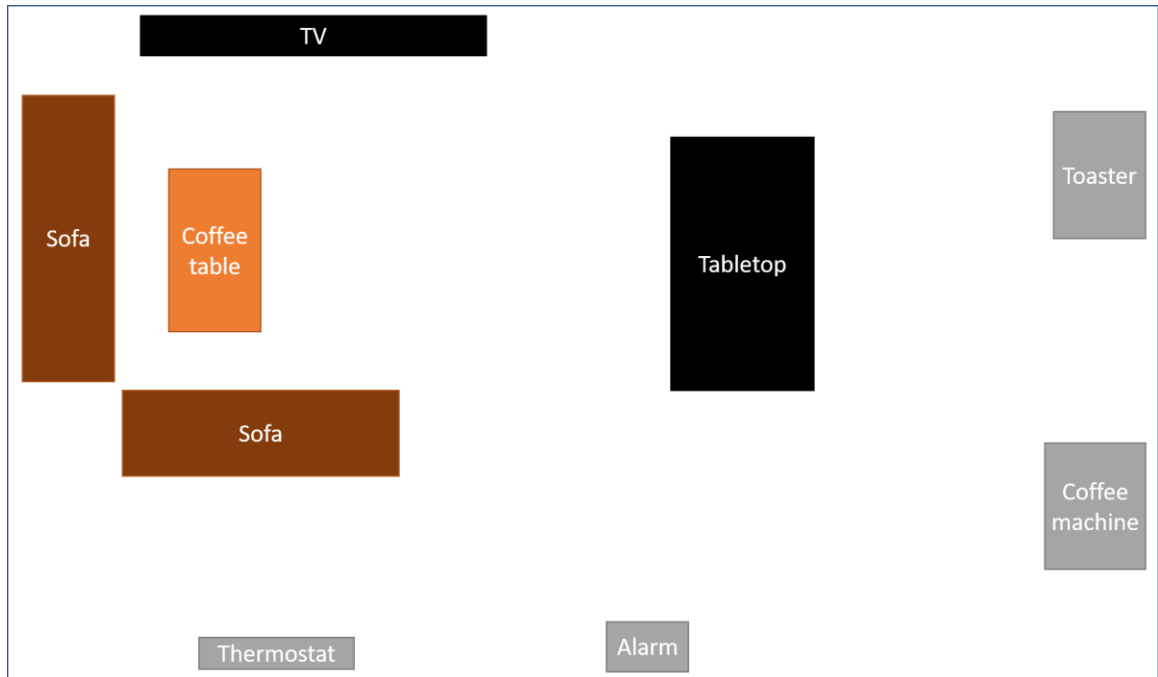 TV
Toaster
Sofa
Coffee
table
Tabletop
Sofa
Coffee
machine
Thermostat
Alarm